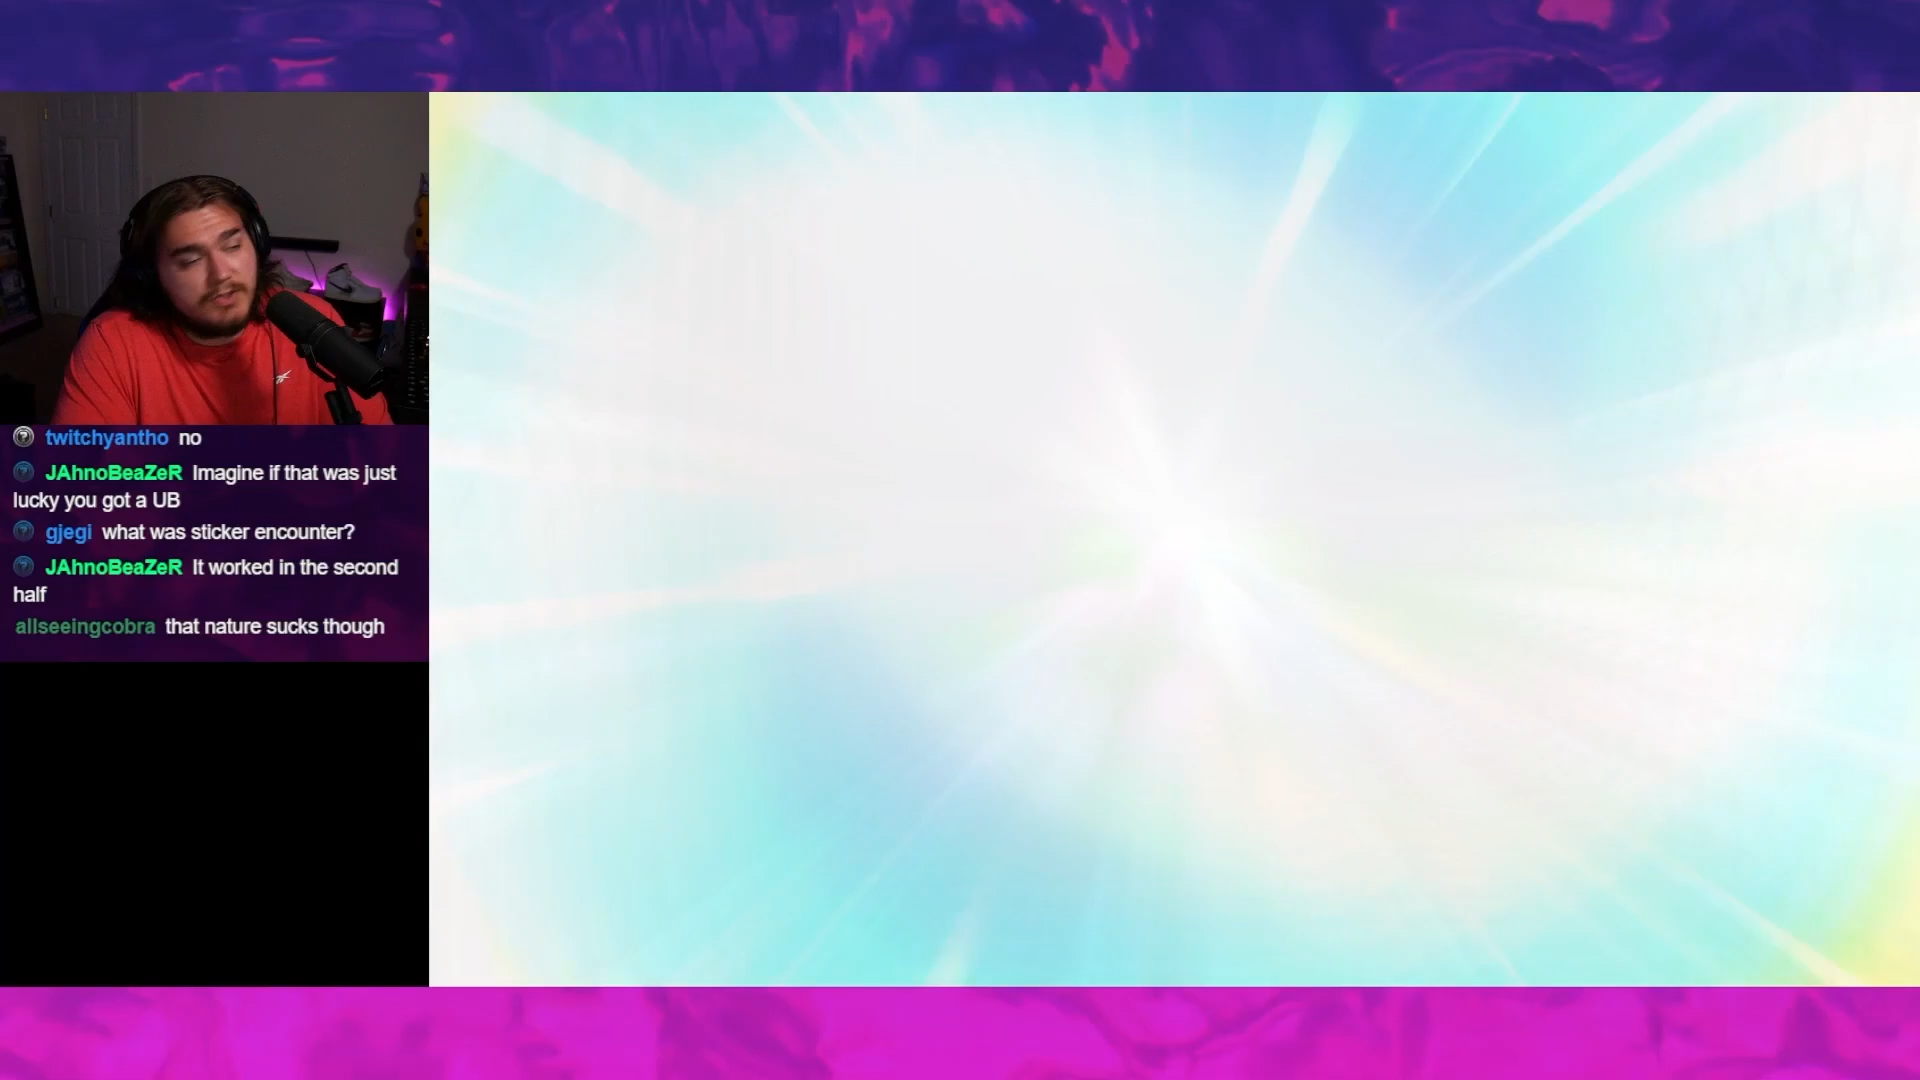 twitchyantho no
JAhnoBeaZeR Imagine if that was just
lucky you got a UB
gjegi what was sticker encounter?
JAhnoBeaZeR It worked in the second
half
allseeingcobra that nature sucks though